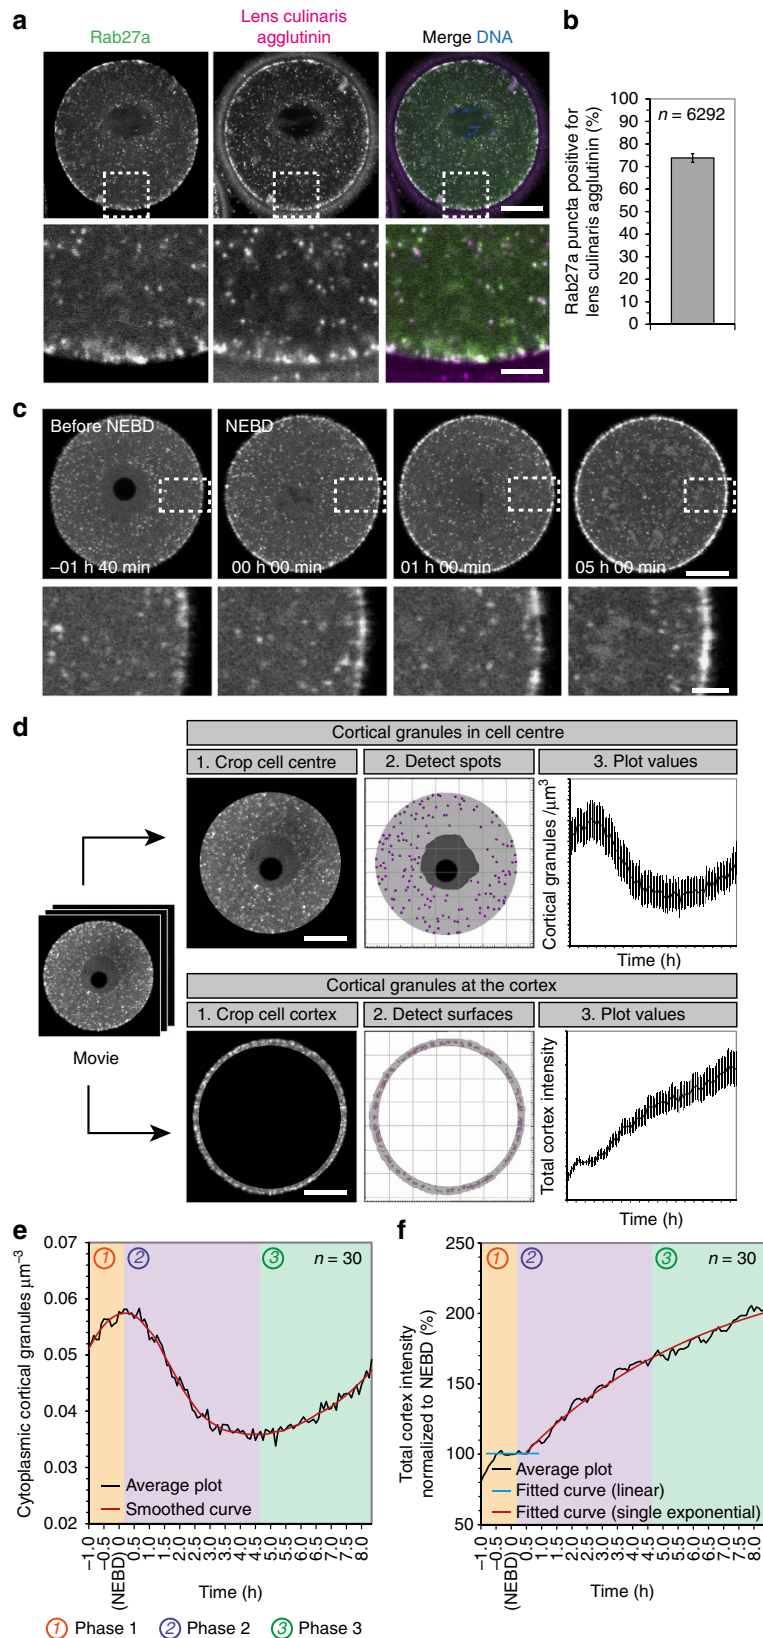 a
Rab27a
Lens culinaris
agglutinin
Merge DNA
b
Rab27a puncta positive for
lens culinaris agglutinin (%)
100
90
80
70
60
50
40
30
20
10
0
n = 6292
c
Before NEBD
–01 h 40 min
NEBD
00 h 00 min
01 h 00 min
05 h 00 min
d
Movie
Cortical granules in cell centre
1. Crop cell centre
2. Detect spots
3. Plot values
Cortical granules /μm³
Time (h)
Cortical granules at the cortex
1. Crop cell cortex
2. Detect surfaces
3. Plot values
Total cortex intensity
Time (h)
e
Cytoplasmic cortical granules μm⁻³
0.07
0.06
0.05
0.04
0.03
0.02
1
2
3
n = 30
Average plot
Smoothed curve
–1.0
–0.5
0.0
(NEBD)
0.5
1.0
1.5
2.0
2.5
3.0
3.5
4.0
4.5
5.0
5.5
6.0
6.5
7.0
7.5
8.0
Time (h)
f
Total cortex intensity
normalized to NEBD (%)
250
200
150
100
50
1
2
3
n = 30
Average plot
Fitted curve (linear)
Fitted curve (single exponential)
–1.0
–0.5
0.0
(NEBD)
0.5
1.0
1.5
2.0
2.5
3.0
3.5
4.0
4.5
5.0
5.5
6.0
6.5
7.0
7.5
8.0
Time (h)
1 Phase 1
2 Phase 2
3 Phase 3